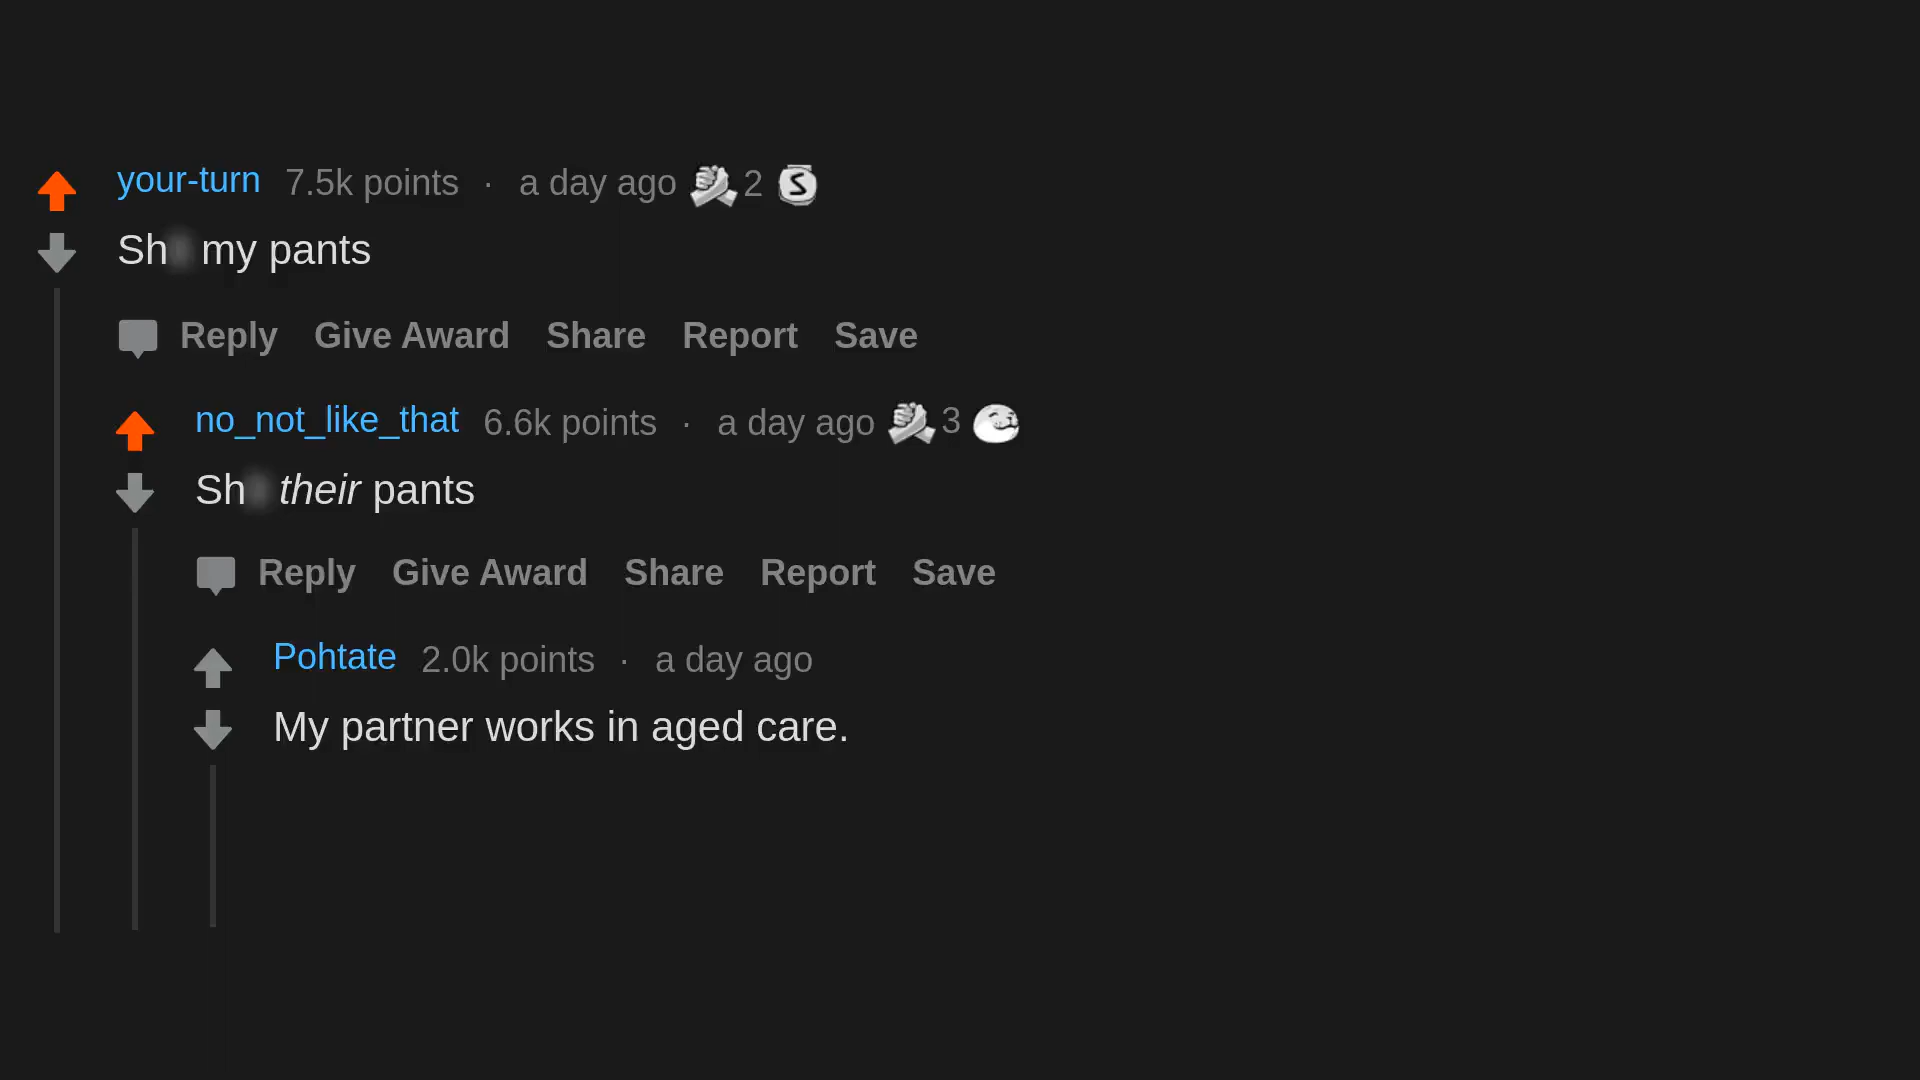 your-turn 7.5k points · a day ago 2 S
Sh my pants
Reply Give Award Share Report Save
no_not_like_that 6.6k points · a day ago 3
Sh their pants
Reply Give Award Share Report Save
Pohtate 2.0k points · a day ago
My partner works in aged care.